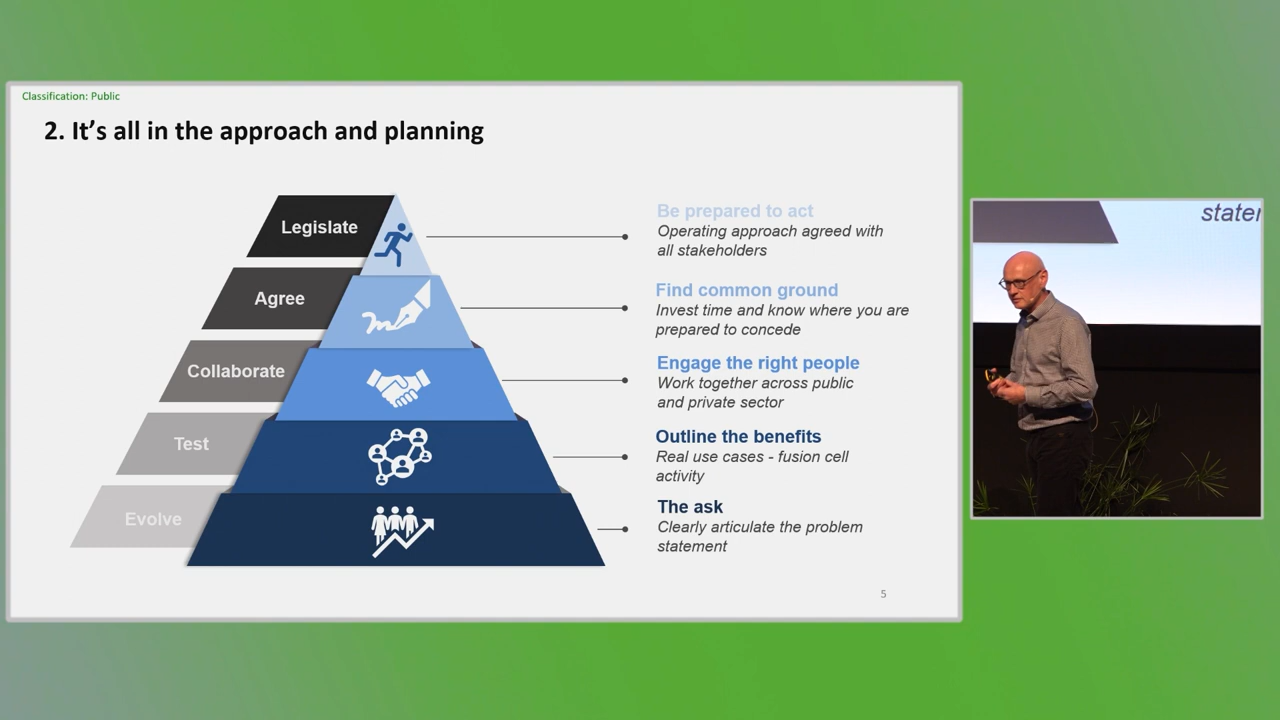 Classification: Public
2. It’s all in the approach and planning
Legislate
Agree
Collaborate
Test
Evolve
Be prepared to act
Operating approach agreed with
all stakeholders
Find common ground
Invest time and know where you are
prepared to concede
Engage the right people
Work together across public
and private sector
Outline the benefits
Real use cases - fusion cell
activity
The ask
Clearly articulate the problem
statement
5